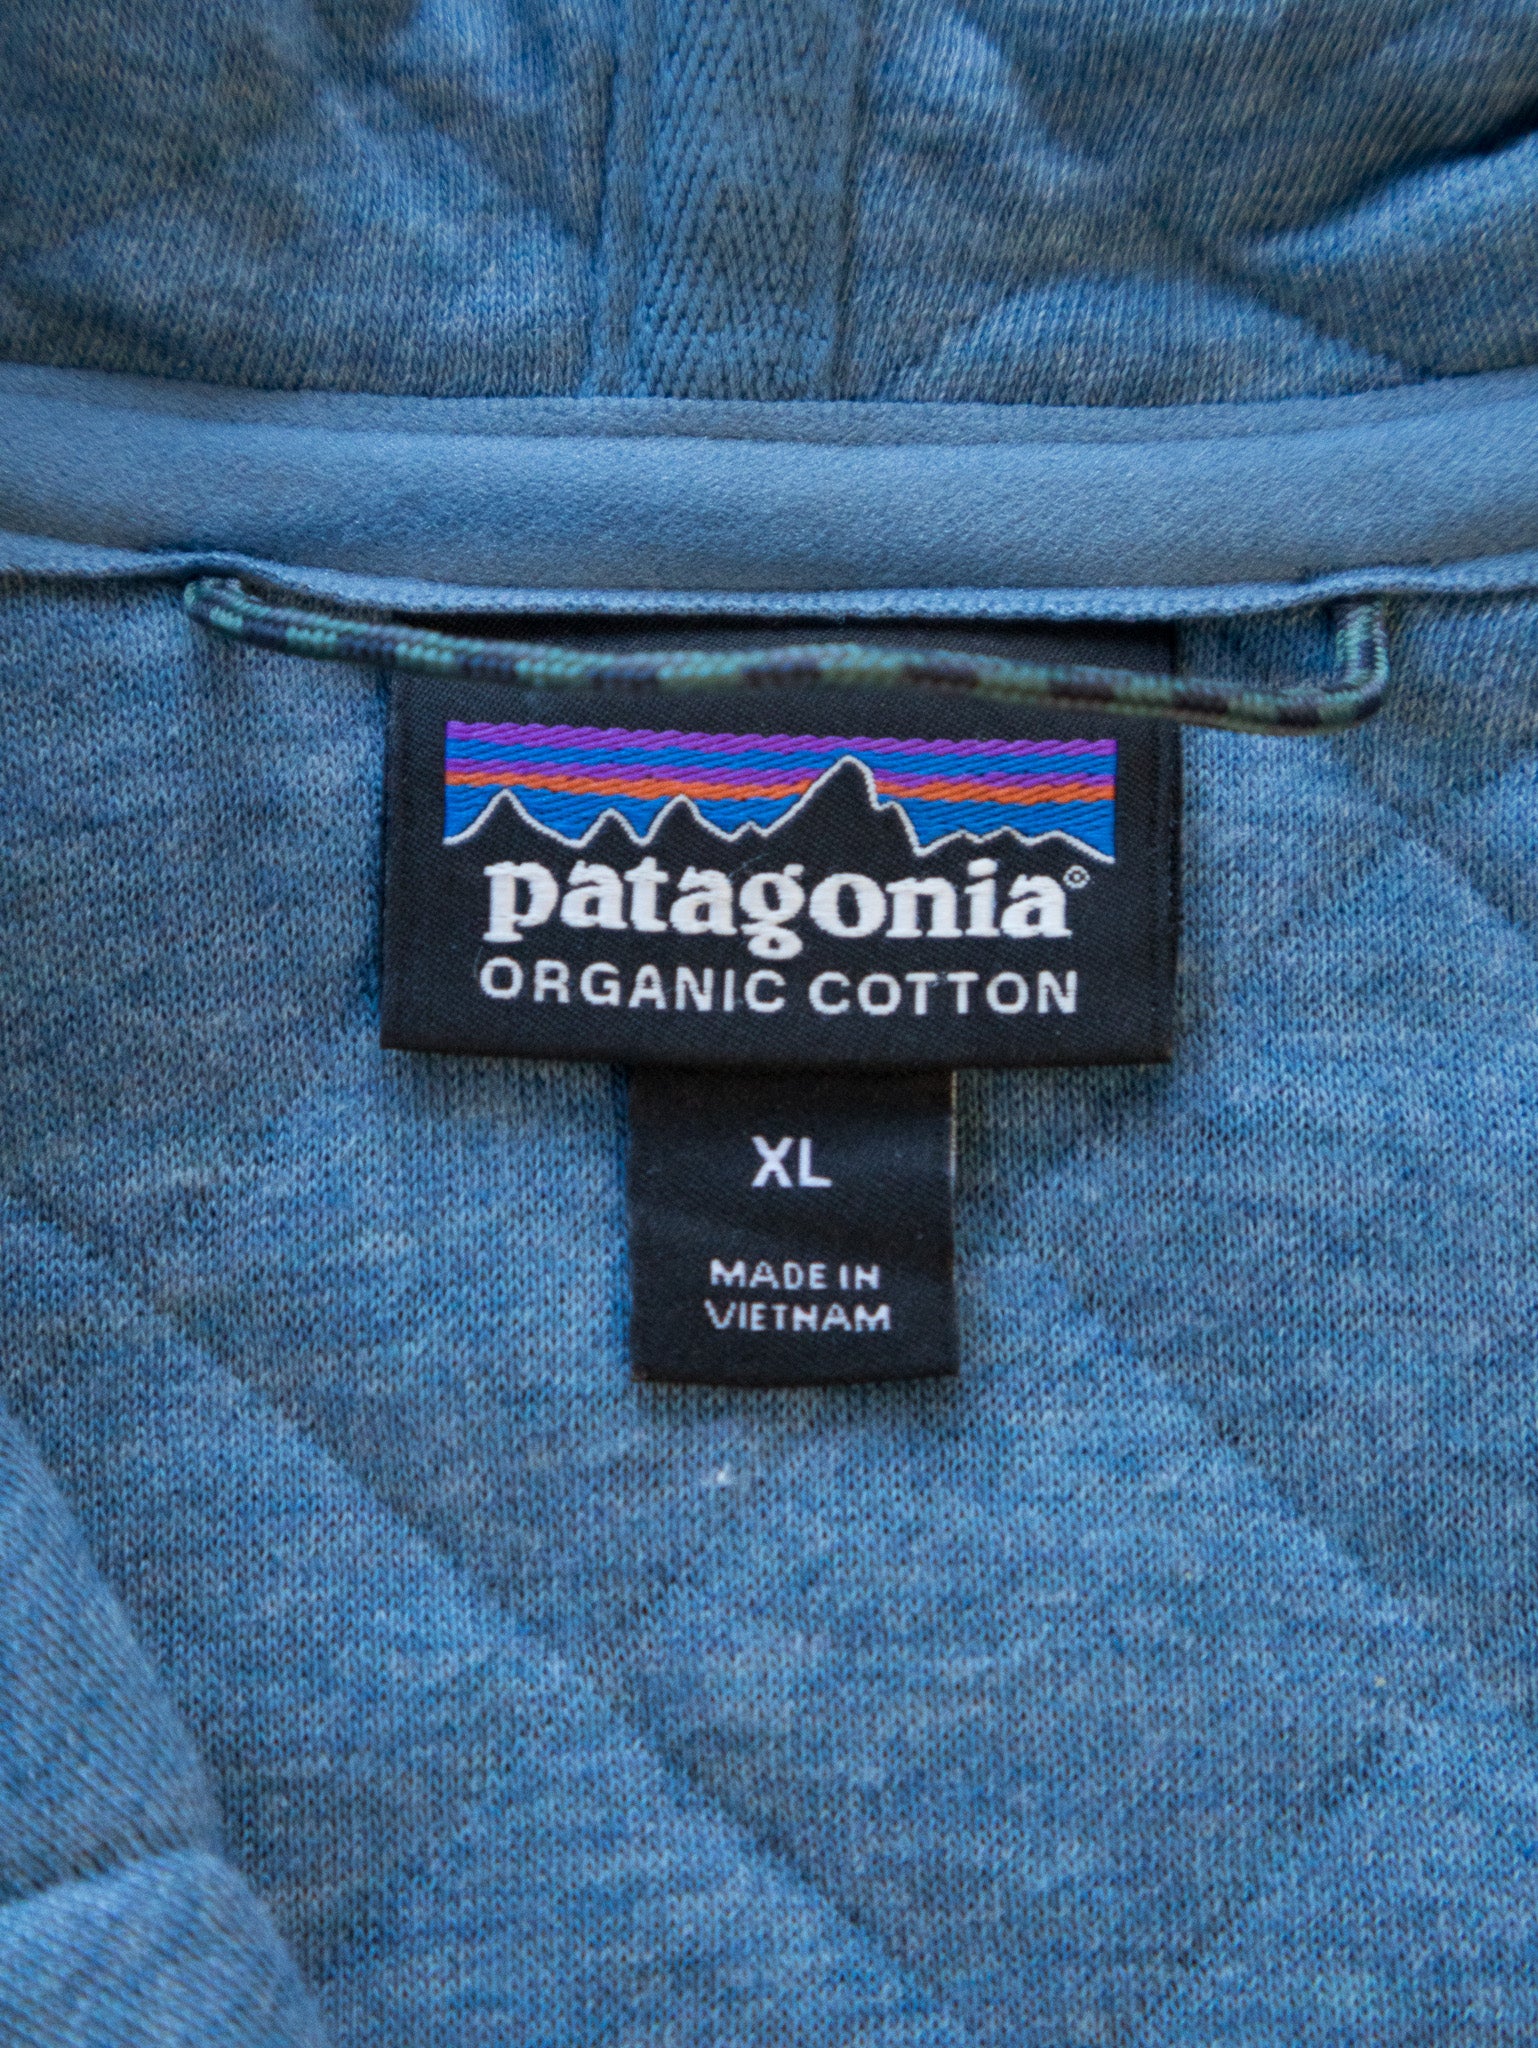 patagonia®
ORGANIC COTTON
XL
MADE IN
VIETNAM